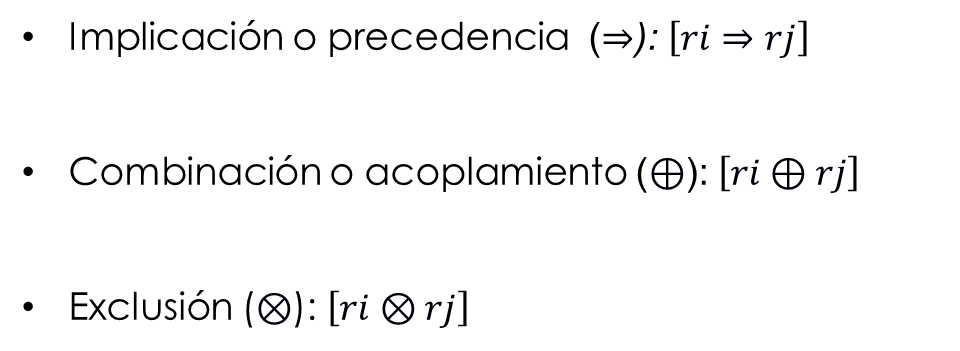 • Implicación o precedencia (⇒): [ri ⇒ rj]
• Combinación o acoplamiento (⊕): [ri ⊕ rj]
• Exclusión (⊗): [ri ⊗ rj]